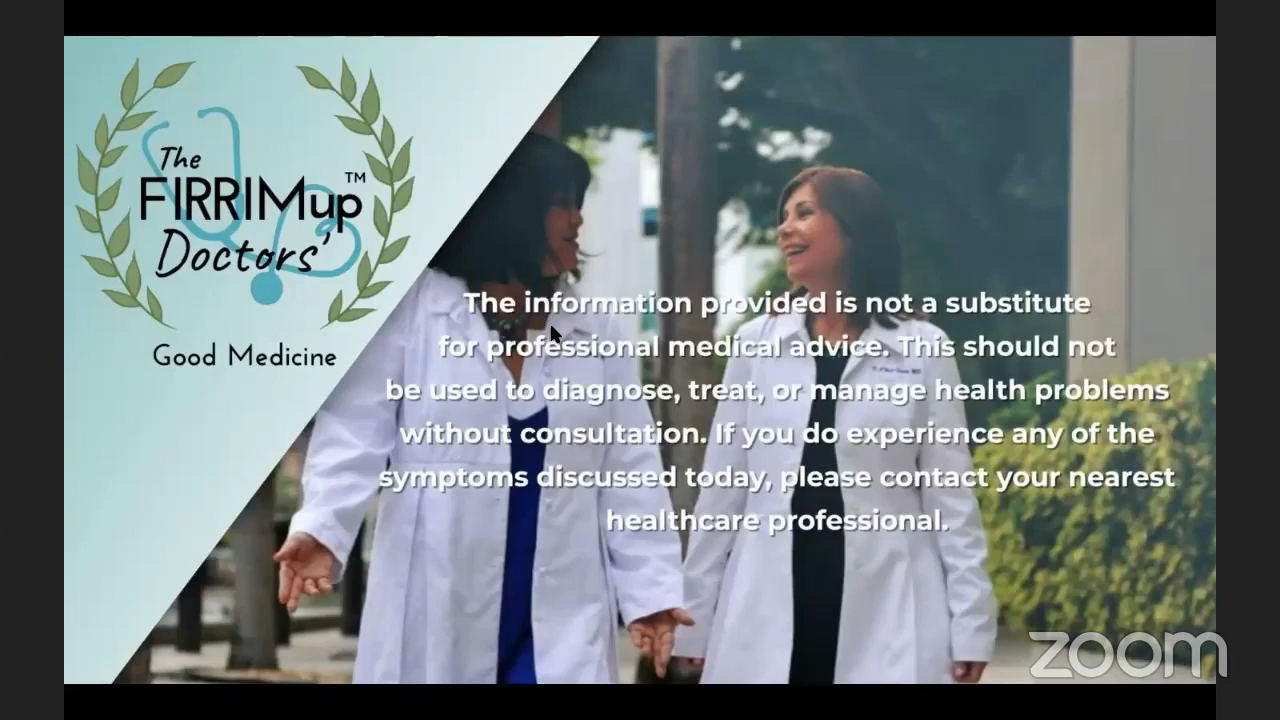 The
FIRRIMup™
Doctors'
Good Medicine
The information provided is not a substitute
for professional medical advice. This should not
be used to diagnose, treat, or manage health problems
without consultation. If you do experience any of the
symptoms discussed today, please contact your nearest
healthcare professional.
zoom